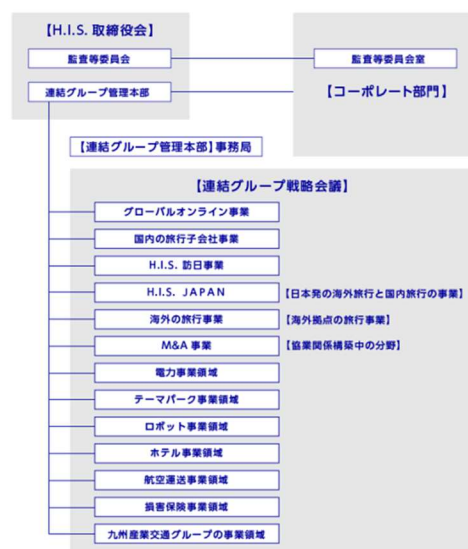 【H.I.S. 取締役会】
監査等委員会
監査等委員会室
連結グループ管理本部
【コーポレート部門】
【連結グループ管理本部】事務局
【連結グループ戦略会議】
グローバルオンライン事業
国内の旅行子会社事業
H.I.S. 訪日事業
H.I.S. JAPAN 【日本発の海外旅行と国内旅行の事業】
海外の旅行事業 【海外拠点の旅行事業】
M&A 事業 【協業関係構築中の分野】
電力事業領域
テーマパーク事業領域
ロボット事業領域
ホテル事業領域
航空運送事業領域
損害保険事業領域
九州産業交通グループの事業領域